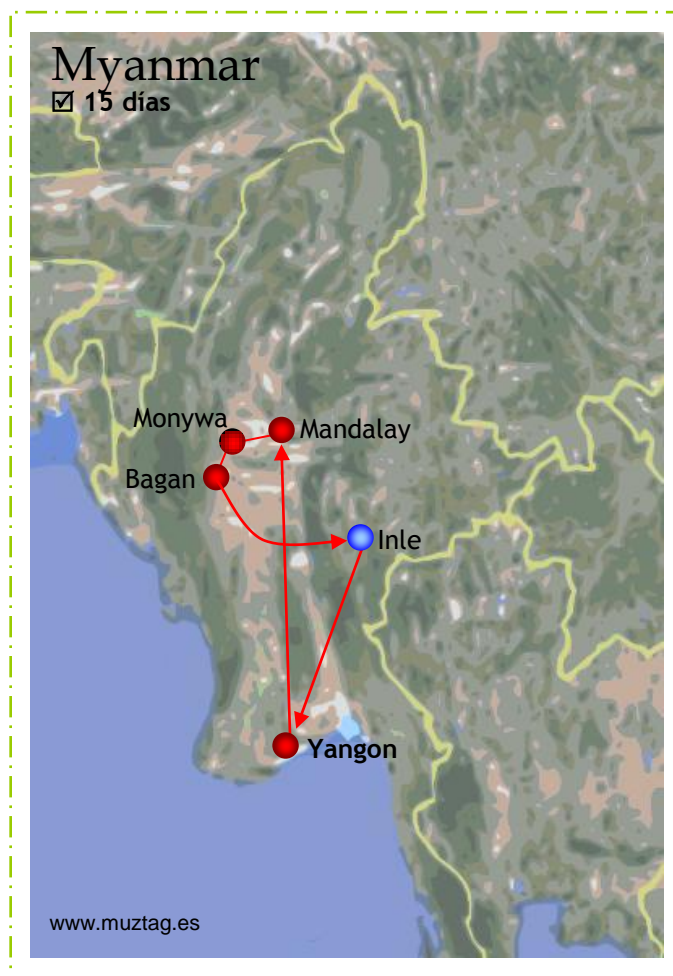 Myanmar
☑ 15 días
Monywa
Mandalay
Bagan
Inle
Yangon
www.muztag.es